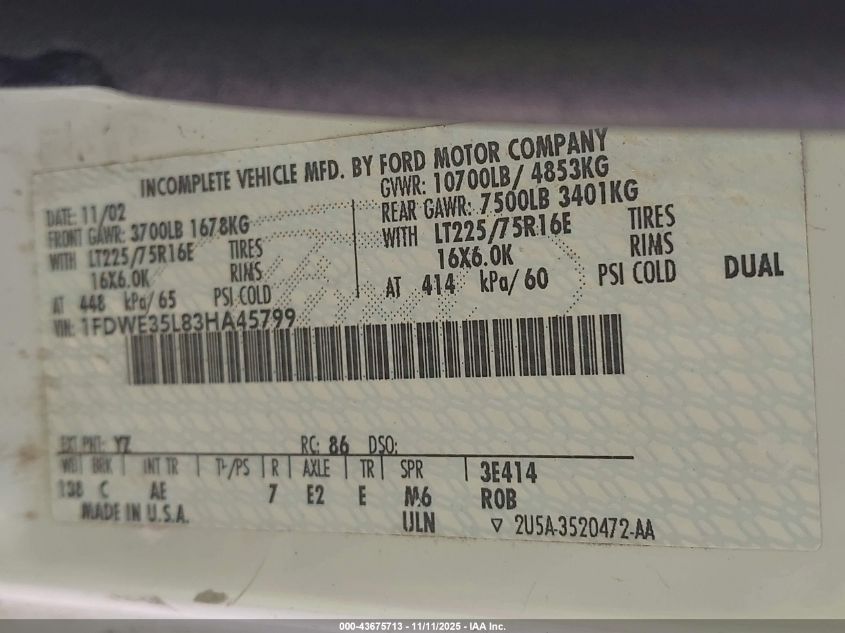 INCOMPLETE VEHICLE MFD. BY FORD MOTOR COMPANY
GVWR: 10700LB/ 4853KG
DATE: 11/02
REAR GAWR: 7500LB 3401KG
FRONT GAWR: 3700LB 1678KG
WITH LT225/75R16E TIRES
WITH LT225/75R16E TIRES
16X6.0K RIMS
16X6.0K RIMS
AT 448 kPa/ 65 PSI COLD
AT 414 kPa/ 60 PSI COLD
DUAL
VIN: 1FDWE35L83HA45799
EXT PNT: YZ RC: 86 DSO:
WB BRK INT TR TP/PS R AXLE TR SPR 3E414
138 C AE 7 E2 E M6 ROB
MADE IN U.S.A. ULN ▽ 2U5A-3520472-AA
000-43675713 - 11/11/2025 - IAA Inc.